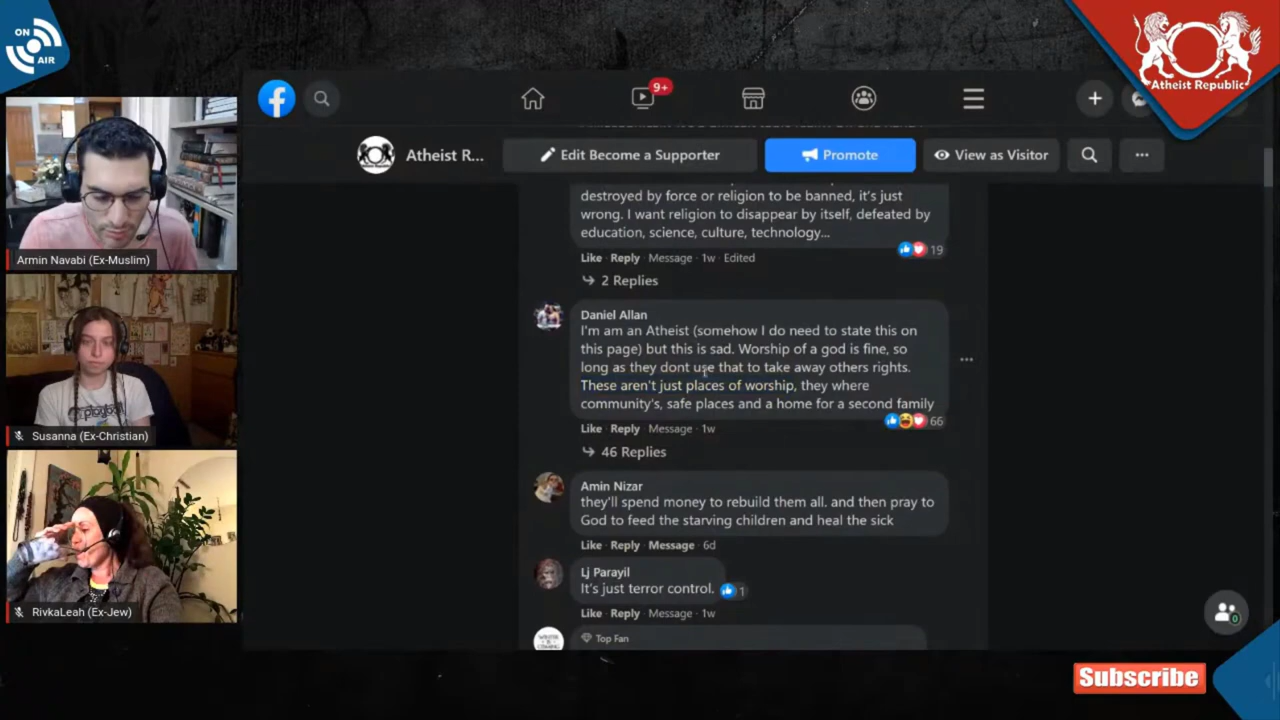 ON
AIR
Atheist Republic
9+
Atheist R...
Edit Become a Supporter
Promote
View as Visitor
destroyed by force or religion to be banned, it's just
wrong. I want religion to disappear by itself, defeated by
education, science, culture, technology...
19
Like · Reply · Message · 1w · Edited
2 Replies
Daniel Allan
I'm am an Atheist (somehow I do need to state this on
this page) but this is sad. Worship of a god is fine, so
long as they dont use that to take away others rights.
These aren't just places of worship, they where
community's, safe places and a home for a second family
66
Like · Reply · Message · 1w
46 Replies
Amin Nizar
they'll spend money to rebuild them all. and then pray to
God to feed the starving children and heal the sick
Like · Reply · Message · 6d
Lj Parayil
It's just terror control.
1
Like · Reply · Message · 1w
Top Fan
Armin Navabi (Ex-Muslim)
Susanna (Ex-Christian)
RivkaLeah (Ex-Jew)
0
Subscribe